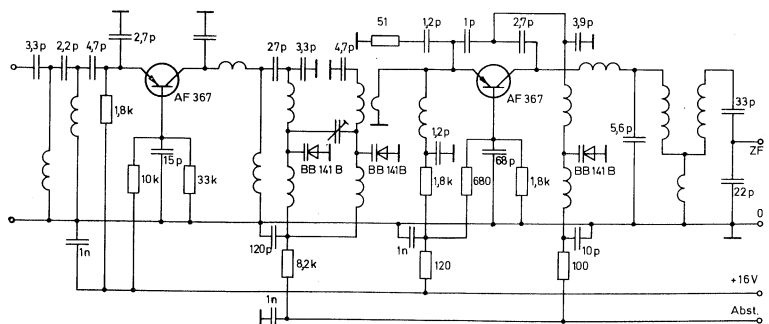 51
1,2p
1p
2,7p
3,9p
2,7p
3,3p
2,2p
4,7p
27p
3,3p
4,7p
AF 367
AF 367
33p
1,8k
5,6p
ZF
15p
1,2p
68p
BB 141 B
BB 141B
BB 141 B
10k
33k
1,8k
680
1,8k
22p
0
1n
120p
1n
10p
8,2k
120
100
+16V
1n
Abst.